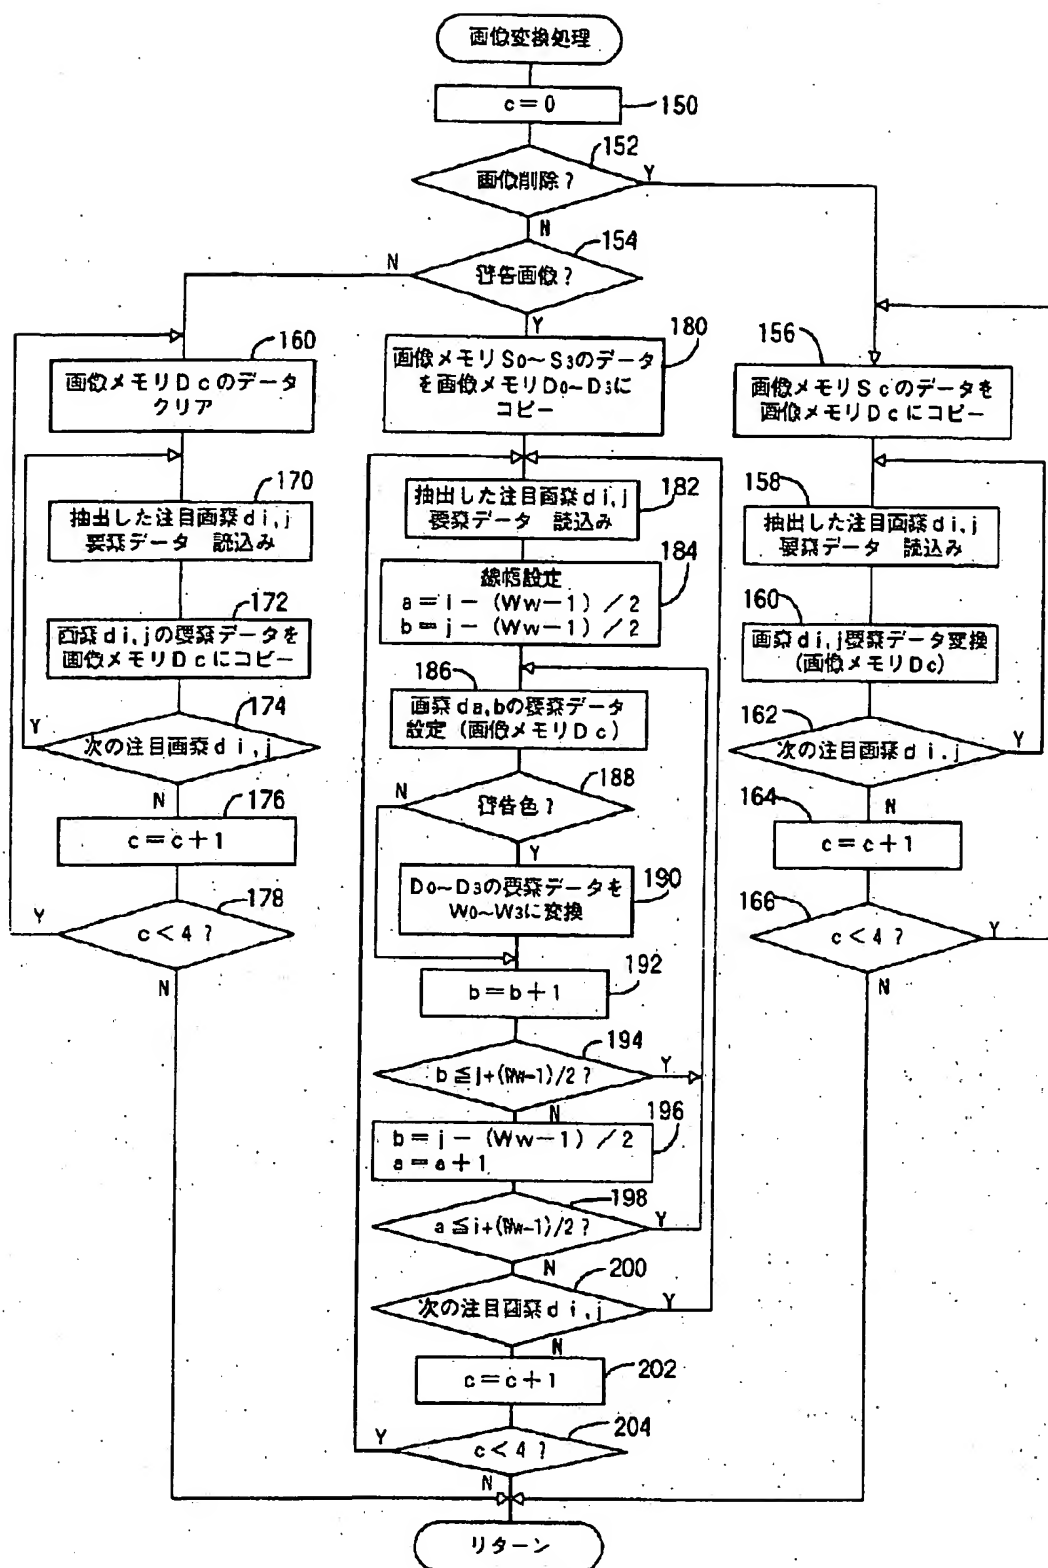 画像変換処理
c=0
150
152
画像削除?
Y
N
154
警告画像?
N
Y
160
画像メモリDcのデータ
クリア
170
抽出した注目画素di,j
要素データ 読込み
172
画素di,jの要素データを
画像メモリDcにコピー
174
次の注目画素di,j
Y
N
176
c=c+1
178
c<4?
Y
N
180
画像メモリS0~S3のデータ
を画像メモリD0~D3に
コピー
182
抽出した注目画素di,j
要素データ 読込み
184
線幅設定
a=i-(Ww-1)/2
b=j-(Ww-1)/2
186
画素da,bの要素データ
設定(画像メモリDc)
188
警告色?
N
Y
190
D0~D3の要素データを
W0~W3に変換
192
b=b+1
194
b≦j+(Ww-1)/2?
Y
N
196
b=j-(Ww-1)/2
a=a+1
198
a≦i+(Ww-1)/2?
Y
N
200
次の注目画素di,j
Y
N
202
c=c+1
204
c<4?
Y
N
156
画像メモリScのデータを
画像メモリDcにコピー
158
抽出した注目画素di,j
要素データ 読込み
160
画素di,j要素データ変換
(画像メモリDc)
162
次の注目画素di,j
Y
N
164
c=c+1
166
c<4?
Y
N
リターン